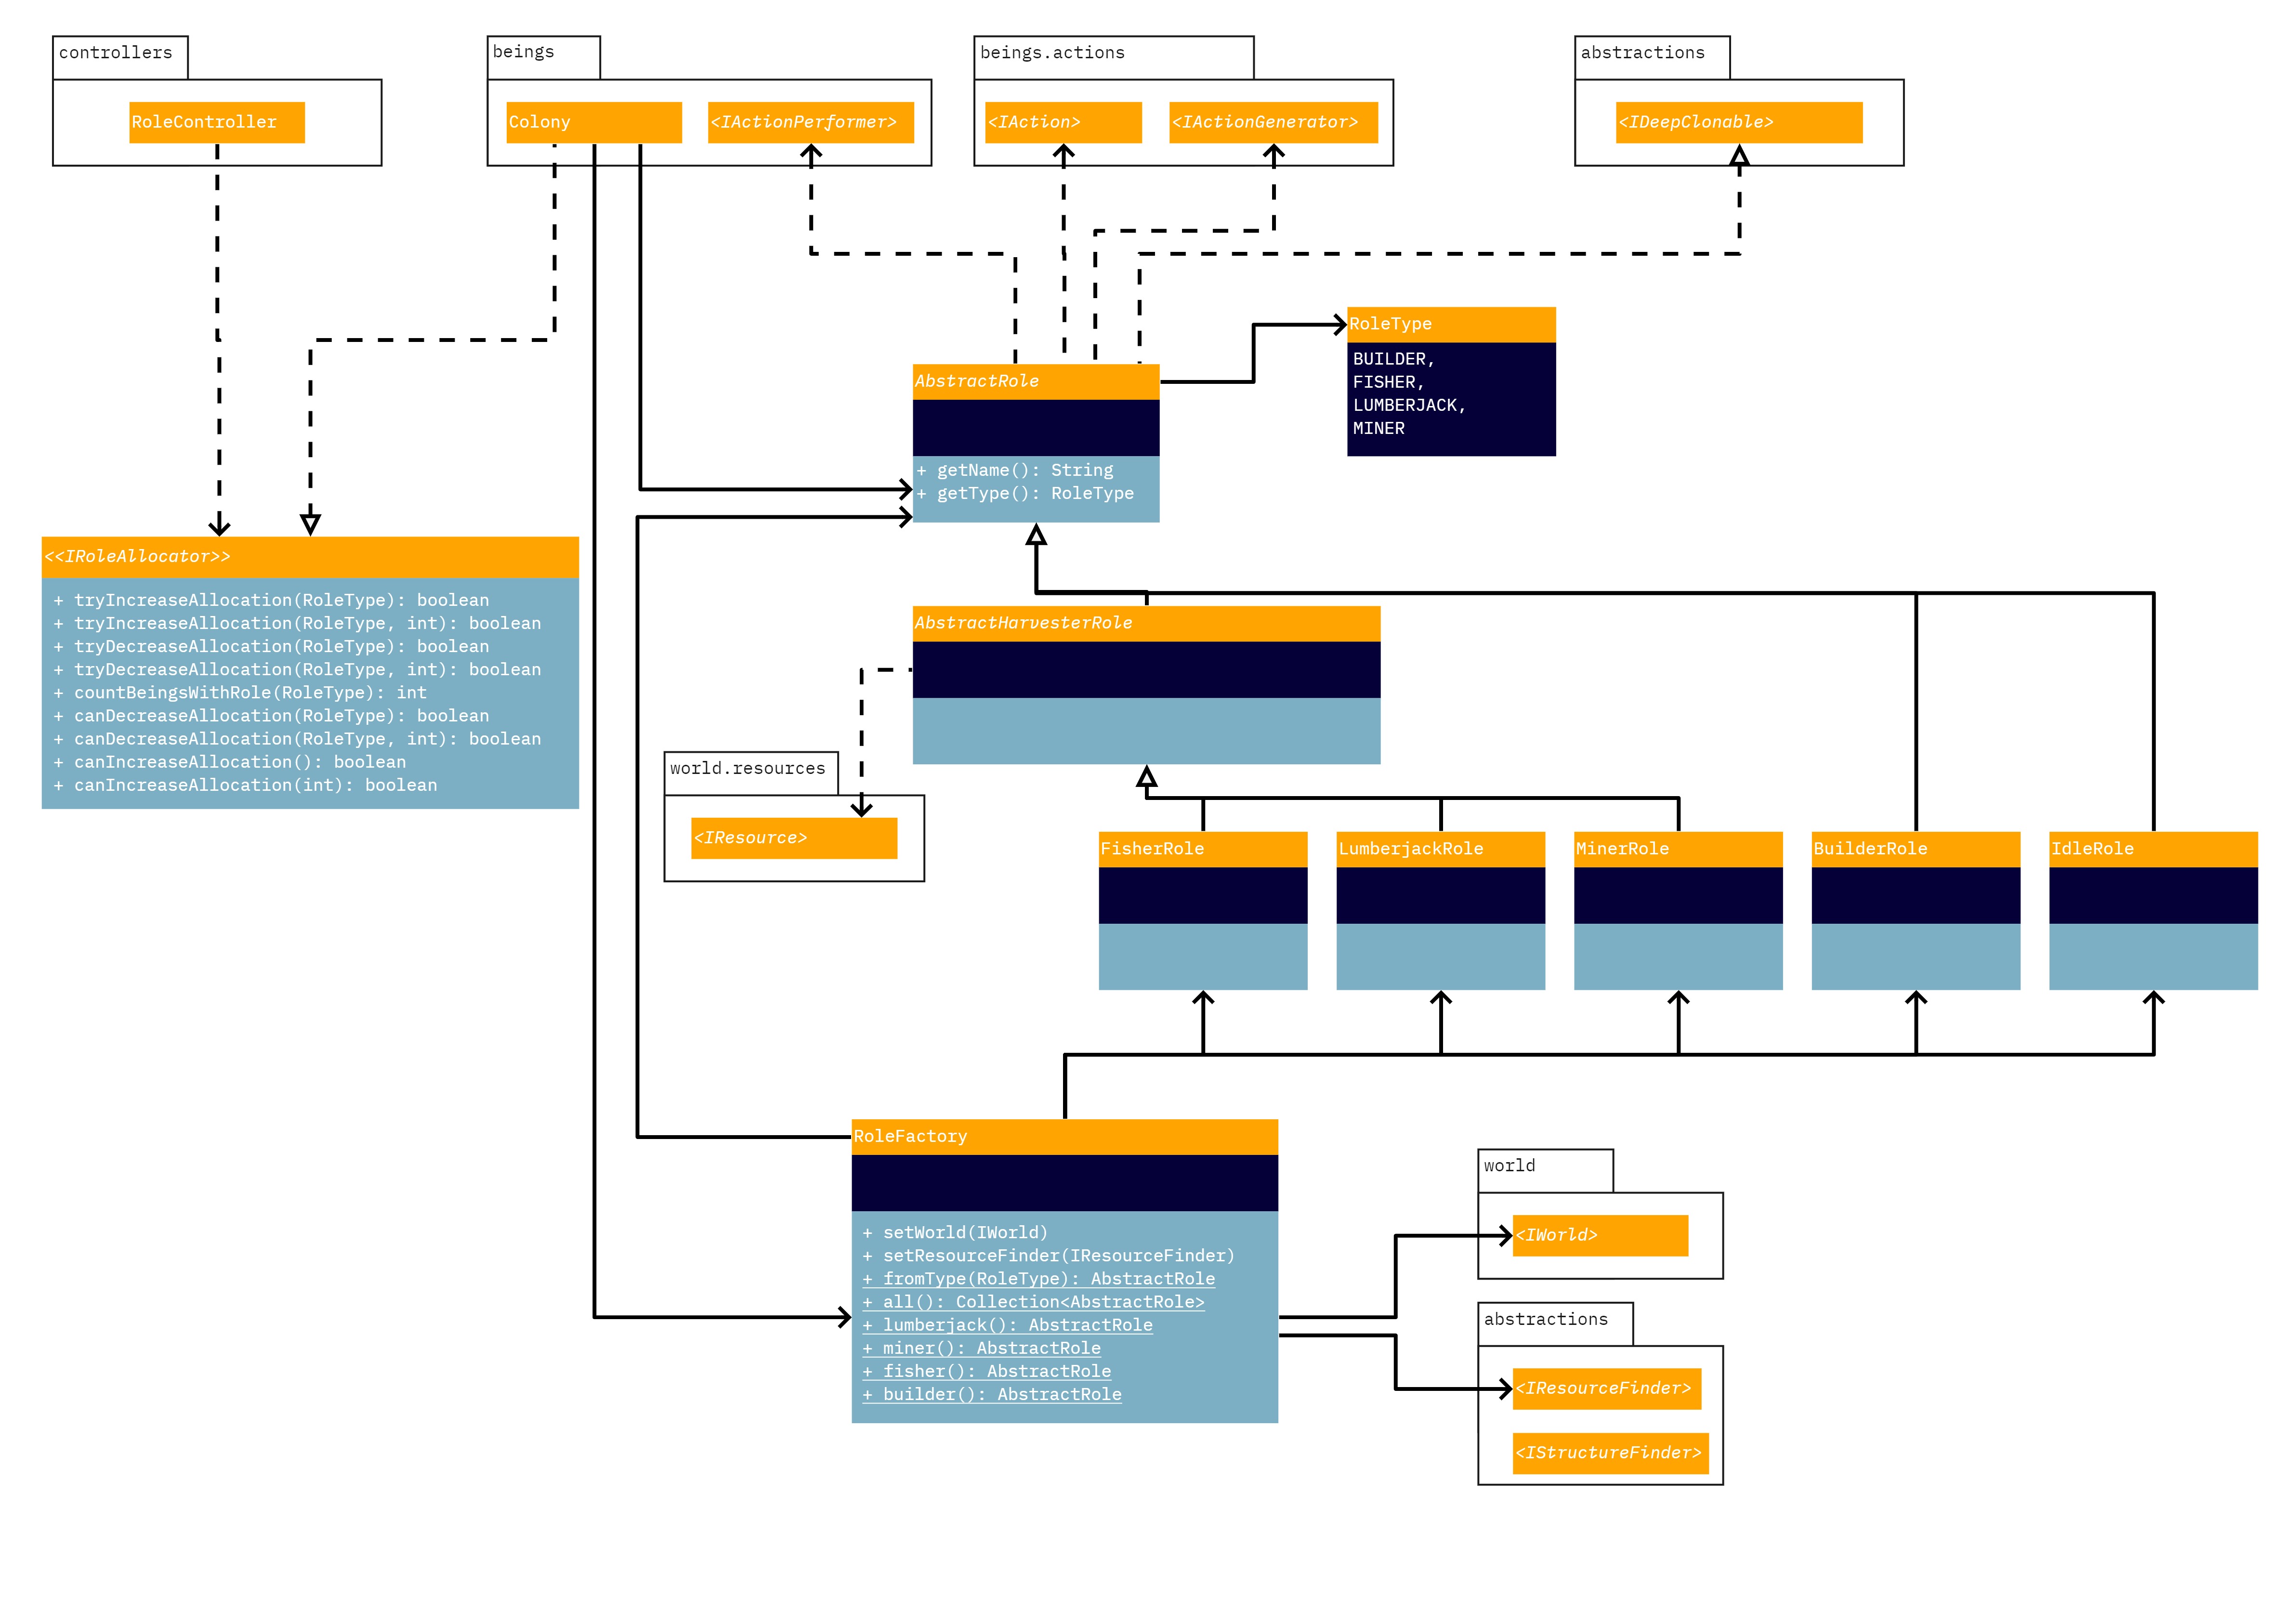 controllers
RoleController
beings
Colony
<IActionPerformer>
beings.actions
<IAction>
<IActionGenerator>
abstractions
<IDeepClonable>
RoleType
BUILDER,
FISHER,
LUMBERJACK,
MINER
AbstractRole
+ getName(): String
+ getType(): RoleType
<<IRoleAllocator>>
+ tryIncreaseAllocation(RoleType): boolean
+ tryIncreaseAllocation(RoleType, int): boolean
+ tryDecreaseAllocation(RoleType): boolean
+ tryDecreaseAllocation(RoleType, int): boolean
+ countBeingsWithRole(RoleType): int
+ canDecreaseAllocation(RoleType): boolean
+ canDecreaseAllocation(RoleType, int): boolean
+ canIncreaseAllocation(): boolean
+ canIncreaseAllocation(int): boolean
AbstractHarvesterRole
world.resources
<IResource>
FisherRole
LumberjackRole
MinerRole
BuilderRole
IdleRole
RoleFactory
+ setWorld(IWorld)
+ setResourceFinder(IResourceFinder)
+ fromType(RoleType): AbstractRole
+ all(): Collection<AbstractRole>
+ lumberjack(): AbstractRole
+ miner(): AbstractRole
+ fisher(): AbstractRole
+ builder(): AbstractRole
world
<IWorld>
abstractions
<IResourceFinder>
<IStructureFinder>